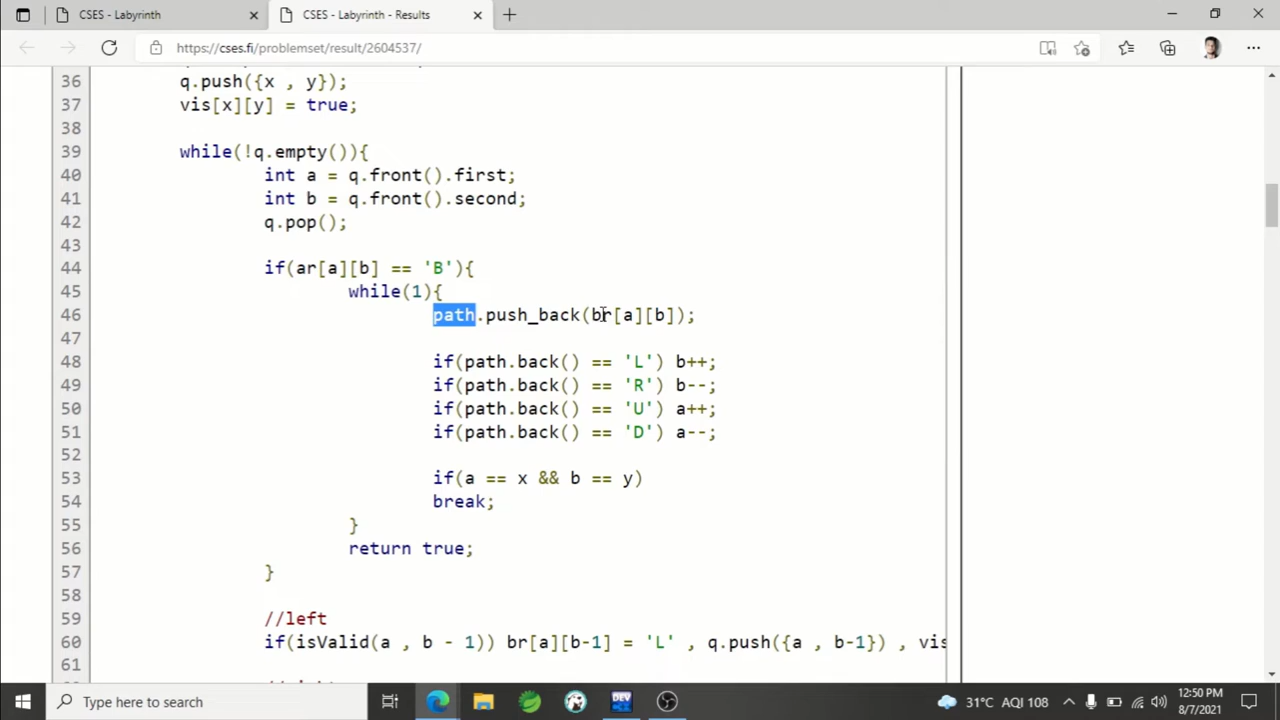 CSES - Labyrinth
CSES - Labyrinth - Results
https://cses.fi/problemset/result/2604537/
36 q.push({x , y});
37 vis[x][y] = true;
38
39 while(!q.empty()){
40 int a = q.front().first;
41 int b = q.front().second;
42 q.pop();
43
44 if(ar[a][b] == 'B'){
45 while(1){
46 path.push_back(br[a][b]);
47
48 if(path.back() == 'L') b++;
49 if(path.back() == 'R') b--;
50 if(path.back() == 'U') a++;
51 if(path.back() == 'D') a--;
52
53 if(a == x && b == y)
54 break;
55 }
56 return true;
57 }
58
59 //left
60 if(isValid(a , b - 1)) br[a][b-1] = 'L' , q.push({a , b-1}) , vis
61
Type here to search
DEV
31°C AQI 108
12:50 PM
8/7/2021